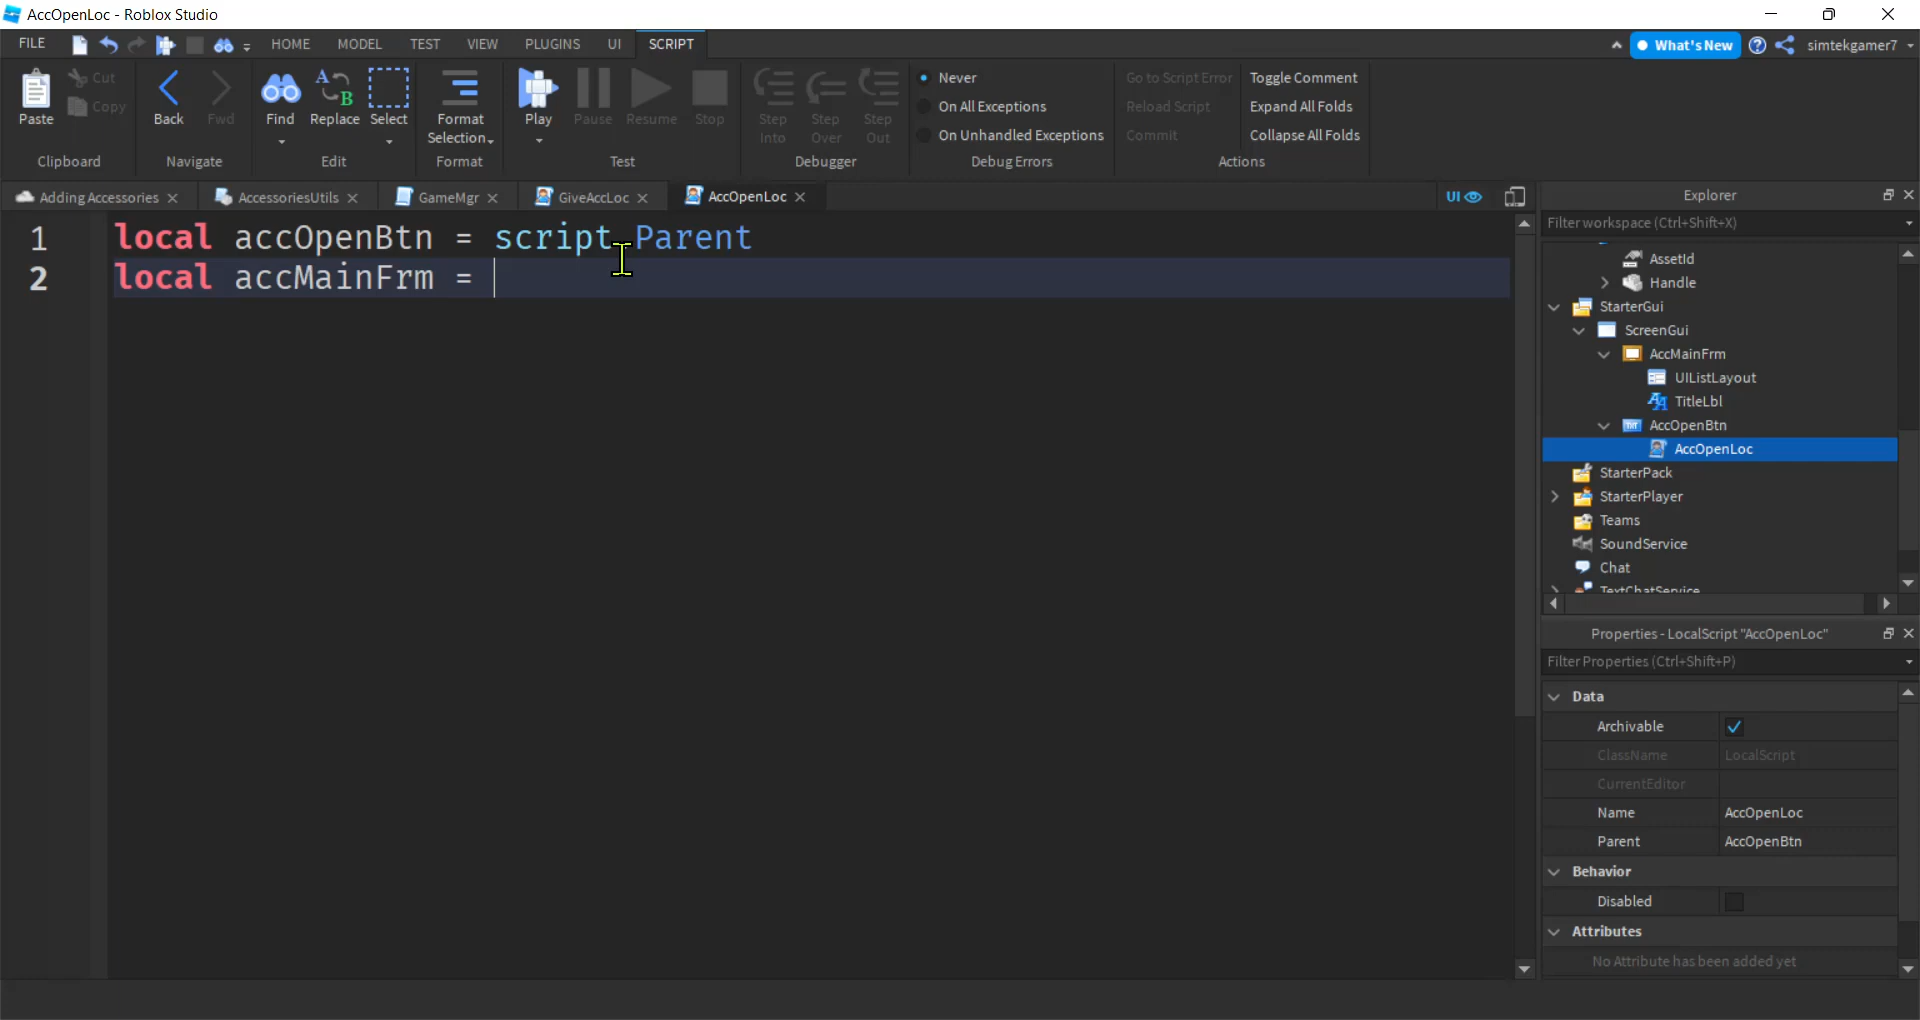 AccOpenLoc - Roblox Studio
FILE HOME MODEL TEST VIEW PLUGINS UI SCRIPT What's New simtekgamer7
Paste Cut Copy Back Fwd Find Replace Select Format Selection Play Pause Resume Stop Step Into Step Over Step Out
Never
On All Exceptions
On Unhandled Exceptions
Go to Script Error
Reload Script
Commit
Toggle Comment
Expand All Folds
Collapse All Folds
Clipboard Navigate Edit Format Test Debugger Debug Errors Actions
Adding Accessories AccessoriesUtils GameMgr GiveAccLoc AccOpenLoc UI
1 local accOpenBtn = script.Parent
2 local accMainFrm =
Explorer
Filter workspace (Ctrl+Shift+X)
AssetId
Handle
StarterGui
ScreenGui
AccMainFrm
UIListLayout
TitleLbl
AccOpenBtn
AccOpenLoc
StarterPack
StarterPlayer
Teams
SoundService
Chat
TextChatService
Properties - LocalScript "AccOpenLoc"
Filter Properties (Ctrl+Shift+P)
Data
Archivable
ClassName LocalScript
CurrentEditor
Name AccOpenLoc
Parent AccOpenBtn
Behavior
Disabled
Attributes
No Attribute has been added yet